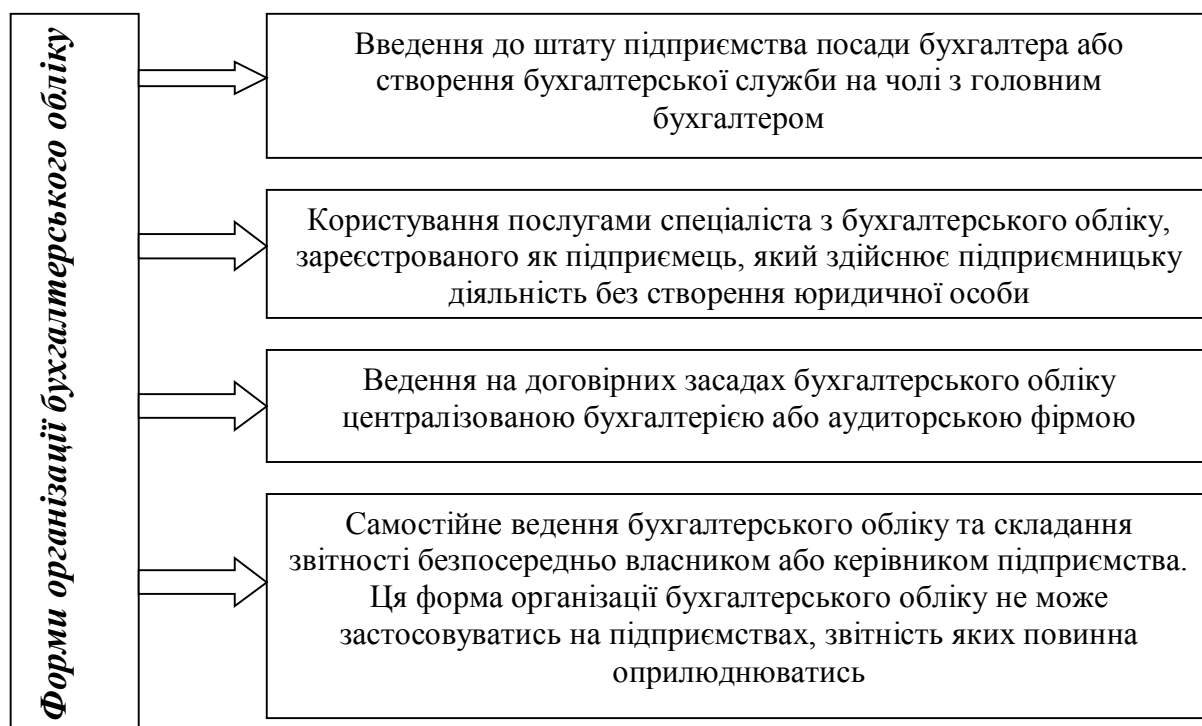 Форми організації бухгалтерського обліку
Введення до штату підприємства посади бухгалтера або
створення бухгалтерської служби на чолі з головним
бухгалтером
Користування послугами спеціаліста з бухгалтерського обліку,
зареєстрованого як підприємець, який здійснює підприємницьку
діяльність без створення юридичної особи
Ведення на договірних засадах бухгалтерського обліку
централізованою бухгалтерією або аудиторською фірмою
Самостійне ведення бухгалтерського обліку та складання
звітності безпосередньо власником або керівником підприємства.
Ця форма організації бухгалтерського обліку не може
застосовуватись на підприємствах, звітність яких повинна
оприлюднюватись